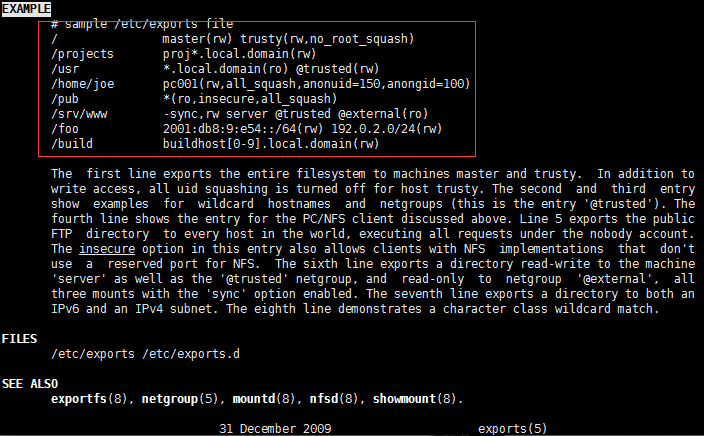 EXAMPLE
# sample /etc/exports file
/ master(rw) trusty(rw,no_root_squash)
/projects proj*.local.domain(rw)
/usr *.local.domain(ro) @trusted(rw)
/home/joe pc001(rw,all_squash,anonuid=150,anongid=100)
/pub *(ro,insecure,all_squash)
/srv/www -sync,rw server @trusted @external(ro)
/foo 2001:db8:9:e54::/64(rw) 192.0.2.0/24(rw)
/build buildhost[0-9].local.domain(rw)
The first line exports the entire filesystem to machines master and trusty. In addition to
write access, all uid squashing is turned off for host trusty. The second and third entry
show examples for wildcard hostnames and netgroups (this is the entry '@trusted'). The
fourth line shows the entry for the PC/NFS client discussed above. Line 5 exports the public
FTP directory to every host in the world, executing all requests under the nobody account.
The insecure option in this entry also allows clients with NFS implementations that don't
use a reserved port for NFS. The sixth line exports a directory read-write to the machine
'server' as well as the '@trusted' netgroup, and read-only to netgroup '@external', all
three mounts with the 'sync' option enabled. The seventh line exports a directory to both an
IPv6 and an IPv4 subnet. The eighth line demonstrates a character class wildcard match.
FILES
/etc/exports /etc/exports.d
SEE ALSO
exportfs(8), netgroup(5), mountd(8), nfsd(8), showmount(8).
31 December 2009 exports(5)